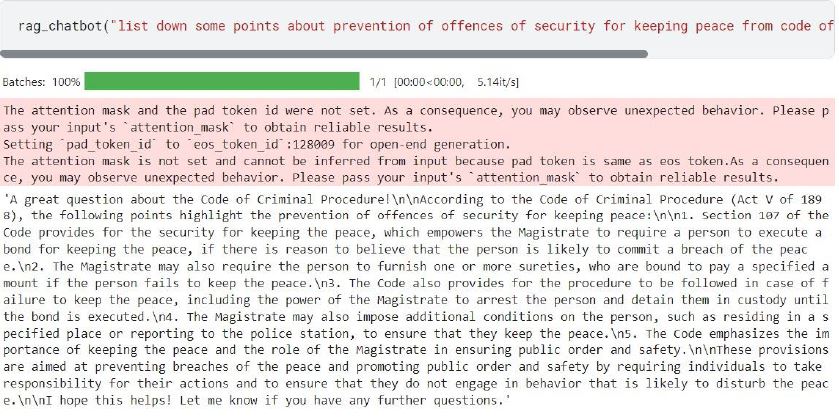 rag_chatbot("list down some points about prevention of offences of security for keeping peace from code of
Batches: 100% 1/1 [00:00<00:00, 5.14it/s]
The attention mask and the pad token id were not set. As a consequence, you may observe unexpected behavior. Please p
ass your input's `attention_mask` to obtain reliable results.
Setting `pad_token_id` to `eos_token_id`:128009 for open-end generation.
The attention mask is not set and cannot be inferred from input because pad token is same as eos token.As a consequen
ce, you may observe unexpected behavior. Please pass your input's `attention_mask` to obtain reliable results.
'A great question about the Code of Criminal Procedure!\n\nAccording to the Code of Criminal Procedure (Act V of 189
8), the following points highlight the prevention of offences of security for keeping peace:\n\n1. Section 107 of the
Code provides for the security for keeping the peace, which empowers the Magistrate to require a person to execute a
bond for keeping the peace, if there is reason to believe that the person is likely to commit a breach of the peac
e.\n2. The Magistrate may also require the person to furnish one or more sureties, who are bound to pay a specified a
mount if the person fails to keep the peace.\n3. The Code also provides for the procedure to be followed in case of f
ailure to keep the peace, including the power of the Magistrate to arrest the person and detain them in custody until
the bond is executed.\n4. The Magistrate may also impose additional conditions on the person, such as residing in a s
pecified place or reporting to the police station, to ensure that they keep the peace.\n5. The Code emphasizes the im
portance of keeping the peace and the role of the Magistrate in ensuring public order and safety.\n\nThese provisions
are aimed at preventing breaches of the peace and promoting public order and safety by requiring individuals to take
responsibility for their actions and to ensure that they do not engage in behavior that is likely to disturb the peac
e.\n\nI hope this helps! Let me know if you have any further questions.'